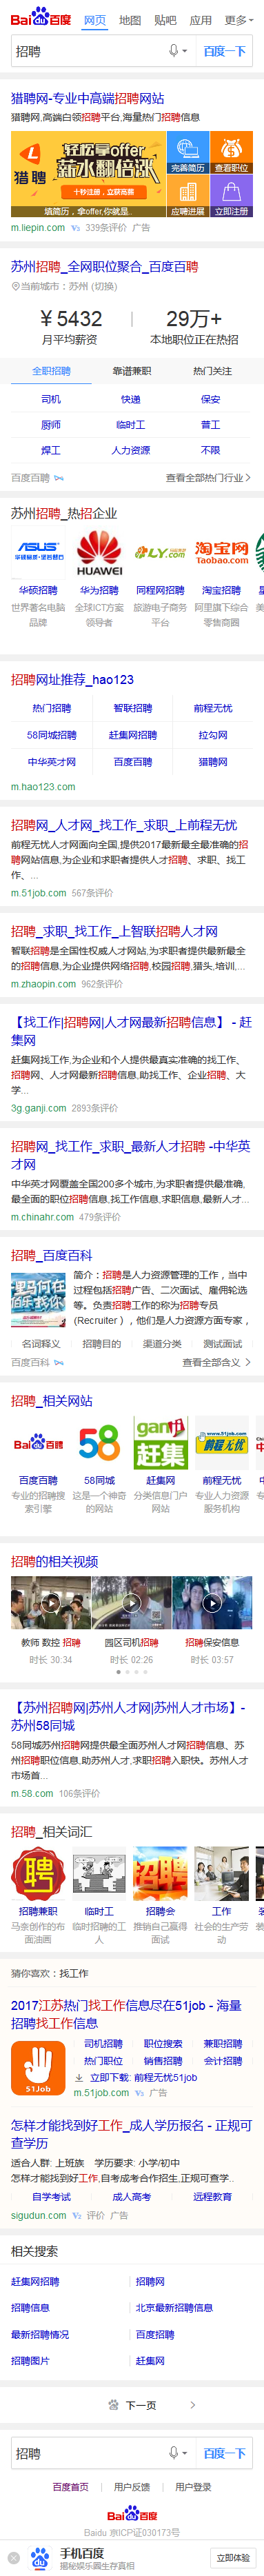 Bai百度 网页 地图 贴吧 应用 更多
招聘 百度一下
猎聘网-专业中高端招聘网站
猎聘网,高端白领招聘平台,海量热门招聘信息
猎聘
轻松享offer
薪水翻倍张
十秒注册,立获高薪
填简历，拿offer,你就是..
完善简历 查看职位
应聘进展 立即注册
m.liepin.com V2 339条评价 广告
苏州招聘_全网职位聚合_百度百聘
当前城市：苏州 (切换)
￥5432 29万+
月平均薪资 本地职位正在热招
全职招聘 靠谱兼职 热门关注
司机 快递 保安
厨师 临时工 普工
焊工 人力资源 不限
百度百聘 查看全部热门行业
苏州招聘_热招企业
ASUS HUAWEI LY.COM 淘宝网 Taobao.com
华硕招聘 华为招聘 同程网招聘 淘宝招聘
世界著名电脑 全球ICT方案 旅游电子商务 阿里旗下综合
品牌 领导者 平台 零售商圈
招聘网址推荐_hao123
热门招聘 智联招聘 前程无忧
58同城招聘 赶集网招聘 拉勾网
中华英才网 百度百聘 猎聘网
m.hao123.com
招聘网_人才网_找工作_求职_上前程无忧
前程无忧人才网面向全国,提供2017最新最全最准确的招
聘网站信息,为企业和求职者提供人才招聘、求职、找工
作、...
m.51job.com 567条评价
招聘_求职_找工作_上智联招聘人才网
智联招聘是全国性权威人才网站,为求职者提供最新最全
的招聘信息,为企业提供网络招聘,校园招聘,猎头,培训,...
m.zhaopin.com 962条评价
【找工作|招聘网|人才网最新招聘信息】 - 赶
集网
赶集网找工作,为企业和个人提供最真实准确的找工作、
招聘网、人才网最新招聘信息,助找工作、企业招聘、大
学...
3g.ganji.com 2893条评价
招聘网_找工作_求职_最新人才招聘 -中华英
才网
中华英才网覆盖全国200多个城市,为求职者提供最准确,
最全面的职位招聘信息,找工作信息,求职信息,最新人才...
m.chinahr.com 479条评价
招聘_百度百科
简介：招聘是人力资源管理的工作，当中
过程包括招聘广告、二次面试、雇佣轮选
等。负责招聘工作的称为招聘专员
(Recruiter)，他们是人力资源方面专家，
名词释义 招聘目的 渠道分类 测试面试
百度百科 查看全部含义
招聘_相关网站
Bai百聘 58 ganji 赶集 www.51job.com 前程无忧
百度百聘 58同城 赶集网 前程无忧
专业的招聘搜 这是一个神奇 分类信息门户 专业人力资源
索引擎 的网站 网站 服务机构
招聘的相关视频
教师 数控 招聘 园区司机招聘 招聘保安信息
时长 30:34 时长 02:26 时长 03:57
【苏州招聘网|苏州人才网|苏州人才市场】-
苏州58同城
58同城苏州招聘网提供最全面苏州人才网招聘信息、苏
州招聘职位信息,助苏州人才,求职招聘入职快。苏州人才
市场首...
m.58.com 106条评价
招聘_相关词汇
聘 招聘
招聘兼职 临时工 招聘会 工作
马奈创作的布 临时招聘的工 推销自己赢得 社会的生产劳
面油画 人 面试 动
猜你喜欢：找工作
2017江苏热门找工作信息尽在51job - 海量
招聘找工作信息
51JOB
司机招聘 职位搜索 兼职招聘
热门职位 销售招聘 会计招聘
立即下载: 前程无忧51job
m.51job.com V2 广告
怎样才能找到好工作_成人学历报名 - 正规可
查学历
适合人群: 上班族 学历要求: 小学/初中
怎样才能找到好工作,自考成考合作招生,正规可查学..
自学考试 成人高考 远程教育
sigudun.com V2 评价 广告
相关搜索
赶集网招聘 招聘网
招聘信息 北京最新招聘信息
最新招聘情况 百度招聘
招聘图片 赶集网
下一页
招聘 百度一下
百度首页 用户反馈 用户登录
Bai百度
Baidu 京ICP证030173号
手机百度
揭秘娱乐圈生存真相
立即体验